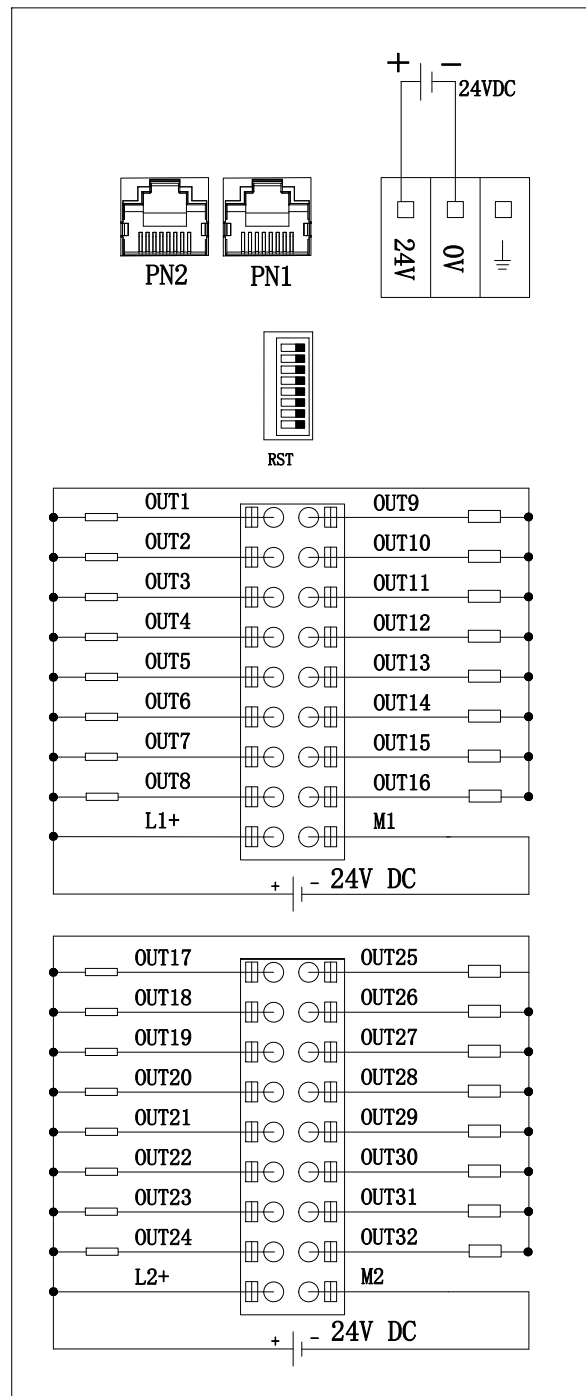 + −
24VDC
24V 0V
PN2 PN1
RST
OUT1 OUT9
OUT2 OUT10
OUT3 OUT11
OUT4 OUT12
OUT5 OUT13
OUT6 OUT14
OUT7 OUT15
OUT8 OUT16
L1+ M1
+ - 24V DC
OUT17 OUT25
OUT18 OUT26
OUT19 OUT27
OUT20 OUT28
OUT21 OUT29
OUT22 OUT30
OUT23 OUT31
OUT24 OUT32
L2+ M2
+ - 24V DC